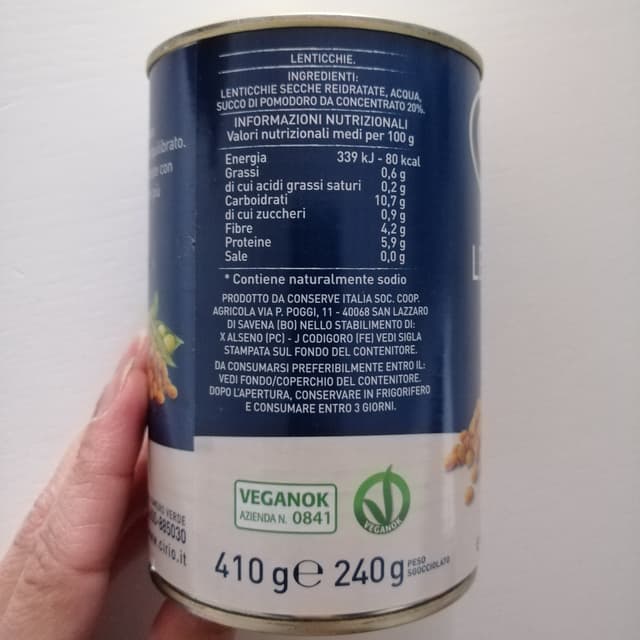 LENTICCHIE.
INGREDIENTI:
LENTICCHIE SECCHE REIDRATATE, ACQUA,
SUCCO DI POMODORO DA CONCENTRATO 20%.
INFORMAZIONI NUTRIZIONALI
Valori nutrizionali medi per 100 g
Energia 339 kJ - 80 kcal
Grassi 0,6 g
di cui acidi grassi saturi 0,2 g
Carboidrati 10,7 g
di cui zuccheri 0,9 g
Fibre 4,2 g
Proteine 5,9 g
Sale 0,0 g
* Contiene naturalmente sodio
PRODOTTO DA CONSERVE ITALIA SOC. COOP.
AGRICOLA VIA P. POGGI, 11 - 40068 SAN LAZZARO
DI SAVENA (BO) NELLO STABILIMENTO DI:
X ALSENO (PC) - J CODIGORO (FE) VEDI SIGLA
STAMPATA SUL FONDO DEL CONTENITORE.
DA CONSUMARSI PREFERIBILMENTE ENTRO IL:
VEDI FONDO/COPERCHIO DEL CONTENITORE.
DOPO L'APERTURA, CONSERVARE IN FRIGORIFERO
E CONSUMARE ENTRO 3 GIORNI.
con
VEGANOK
AZIENDA N. 0841
VEGANOK
VERDE
-885030
.cirio.it
410 g e 240 g PESO
SGOCCIOLATO